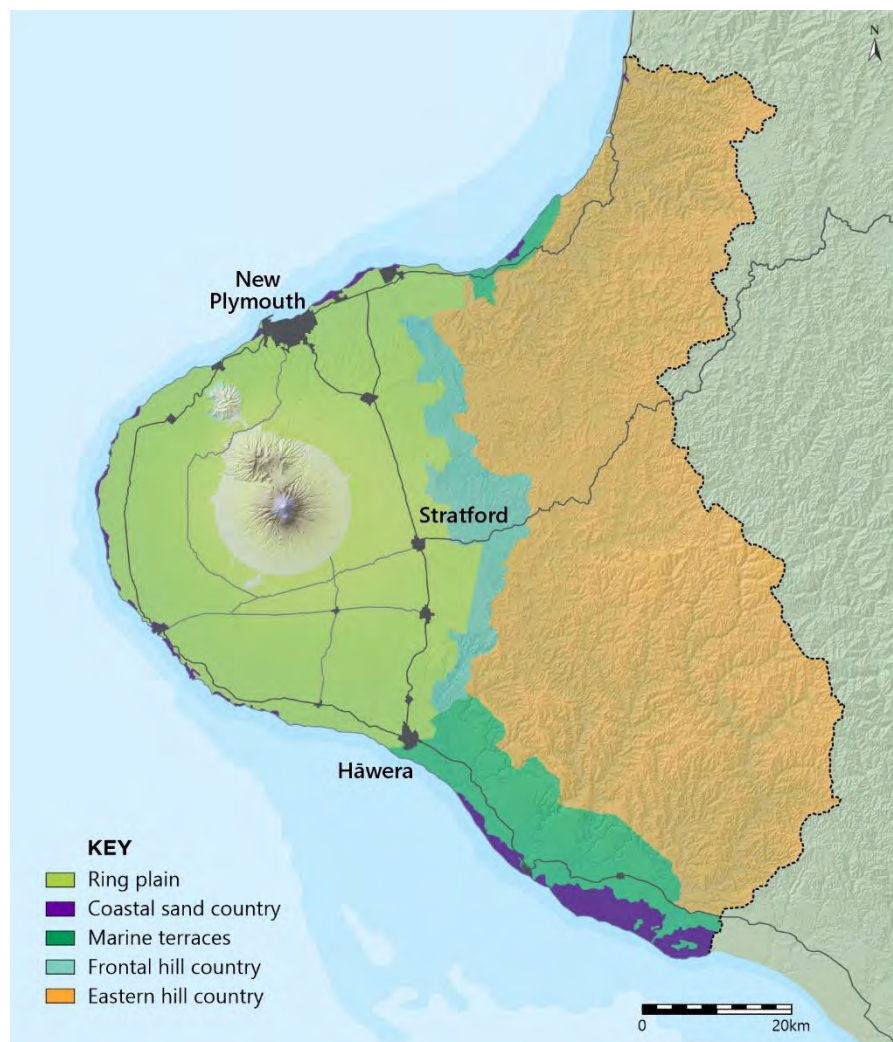 N
New
Plymouth
Stratford
Hāwera
KEY
Ring plain
Coastal sand country
Marine terraces
Frontal hill country
Eastern hill country
0 20km